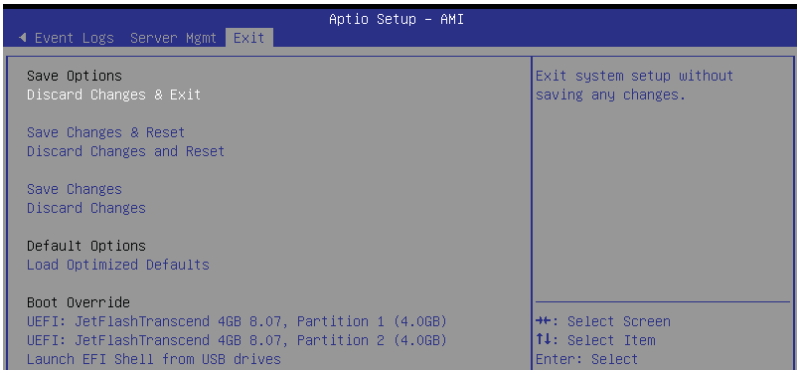 Aptio Setup – AMI
Event Logs Server Mgmt Exit
Save Options
Discard Changes & Exit
Save Changes & Reset
Discard Changes and Reset
Save Changes
Discard Changes
Default Options
Load Optimized Defaults
Boot Override
UEFI: JetFlashTranscend 4GB 8.07, Partition 1 (4.0GB)
UEFI: JetFlashTranscend 4GB 8.07, Partition 2 (4.0GB)
Launch EFI Shell from USB drives
Exit system setup without
saving any changes.
→←: Select Screen
↑↓: Select Item
Enter: Select